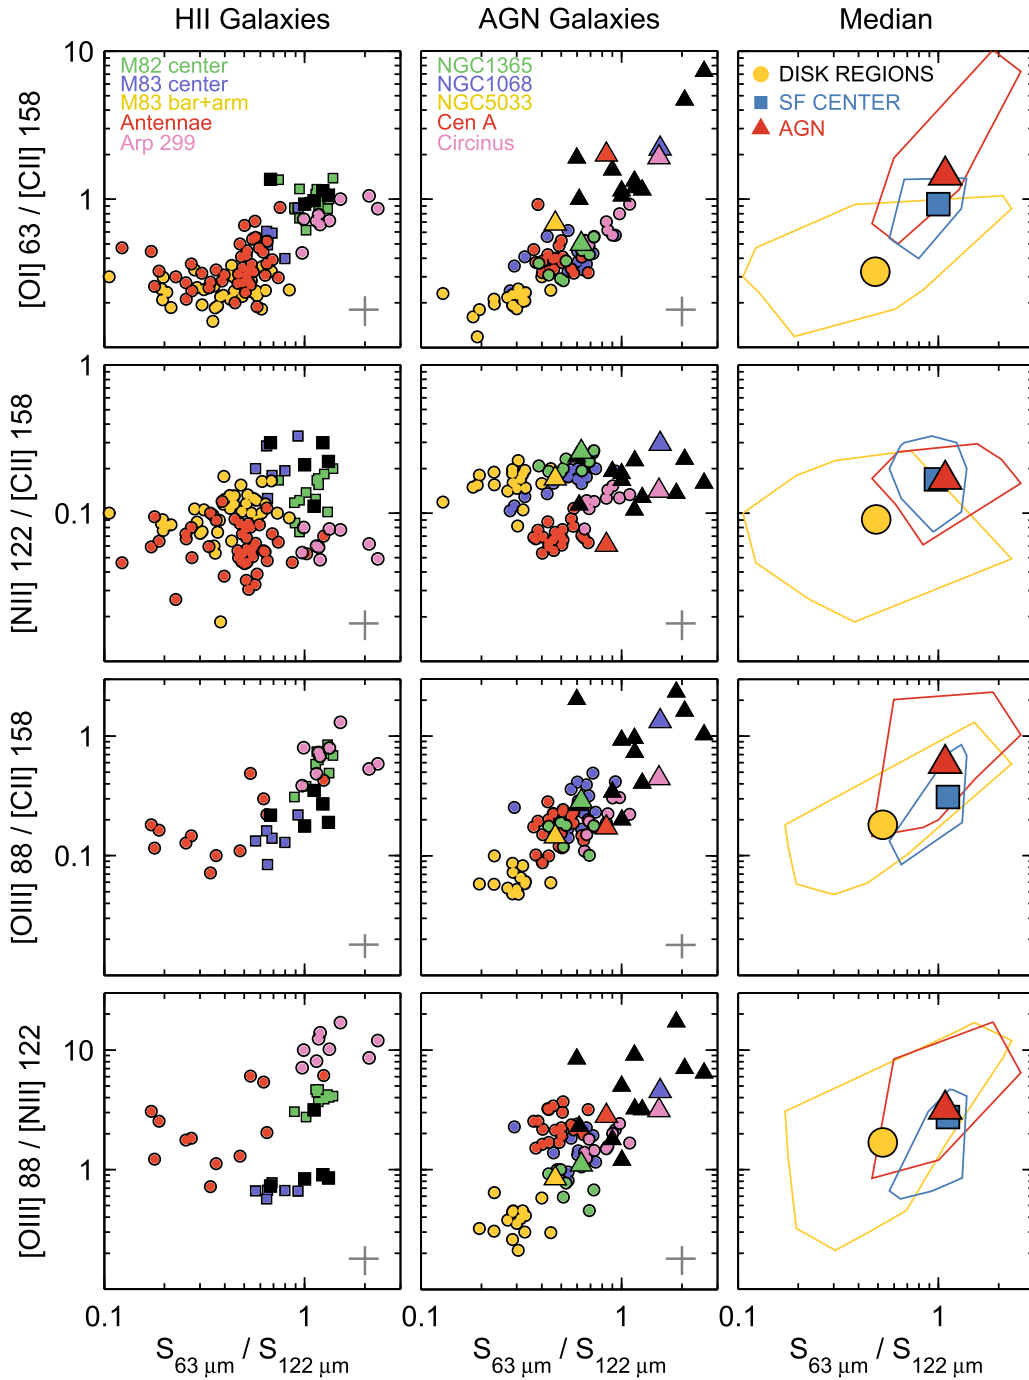 HII Galaxies
AGN Galaxies
Median
[OI] 63 / [CII] 158
10
1
M82 center
M83 center
M83 bar+arm
Antennae
Arp 299
NGC1365
NGC1068
NGC5033
Cen A
Circinus
DISK REGIONS
SF CENTER
AGN
[NII] 122 / [CII] 158
1
0.1
[OIII] 88 / [CII] 158
1
0.1
[OIII] 88 / [NII] 122
10
1
0.1
1
0.1
1
0.1
1
S63 μm / S122 μm
S63 μm / S122 μm
S63 μm / S122 μm